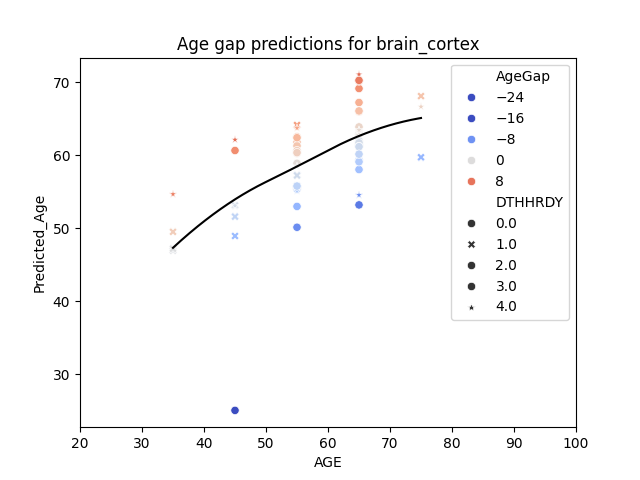 Age gap predictions for brain_cortex
Predicted_Age
70
60
50
40
30
20 30 40 50 60 70 80 90 100
AGE
AgeGap
−24
−16
−8
0
8
DTHHRDY
0.0
1.0
2.0
3.0
4.0